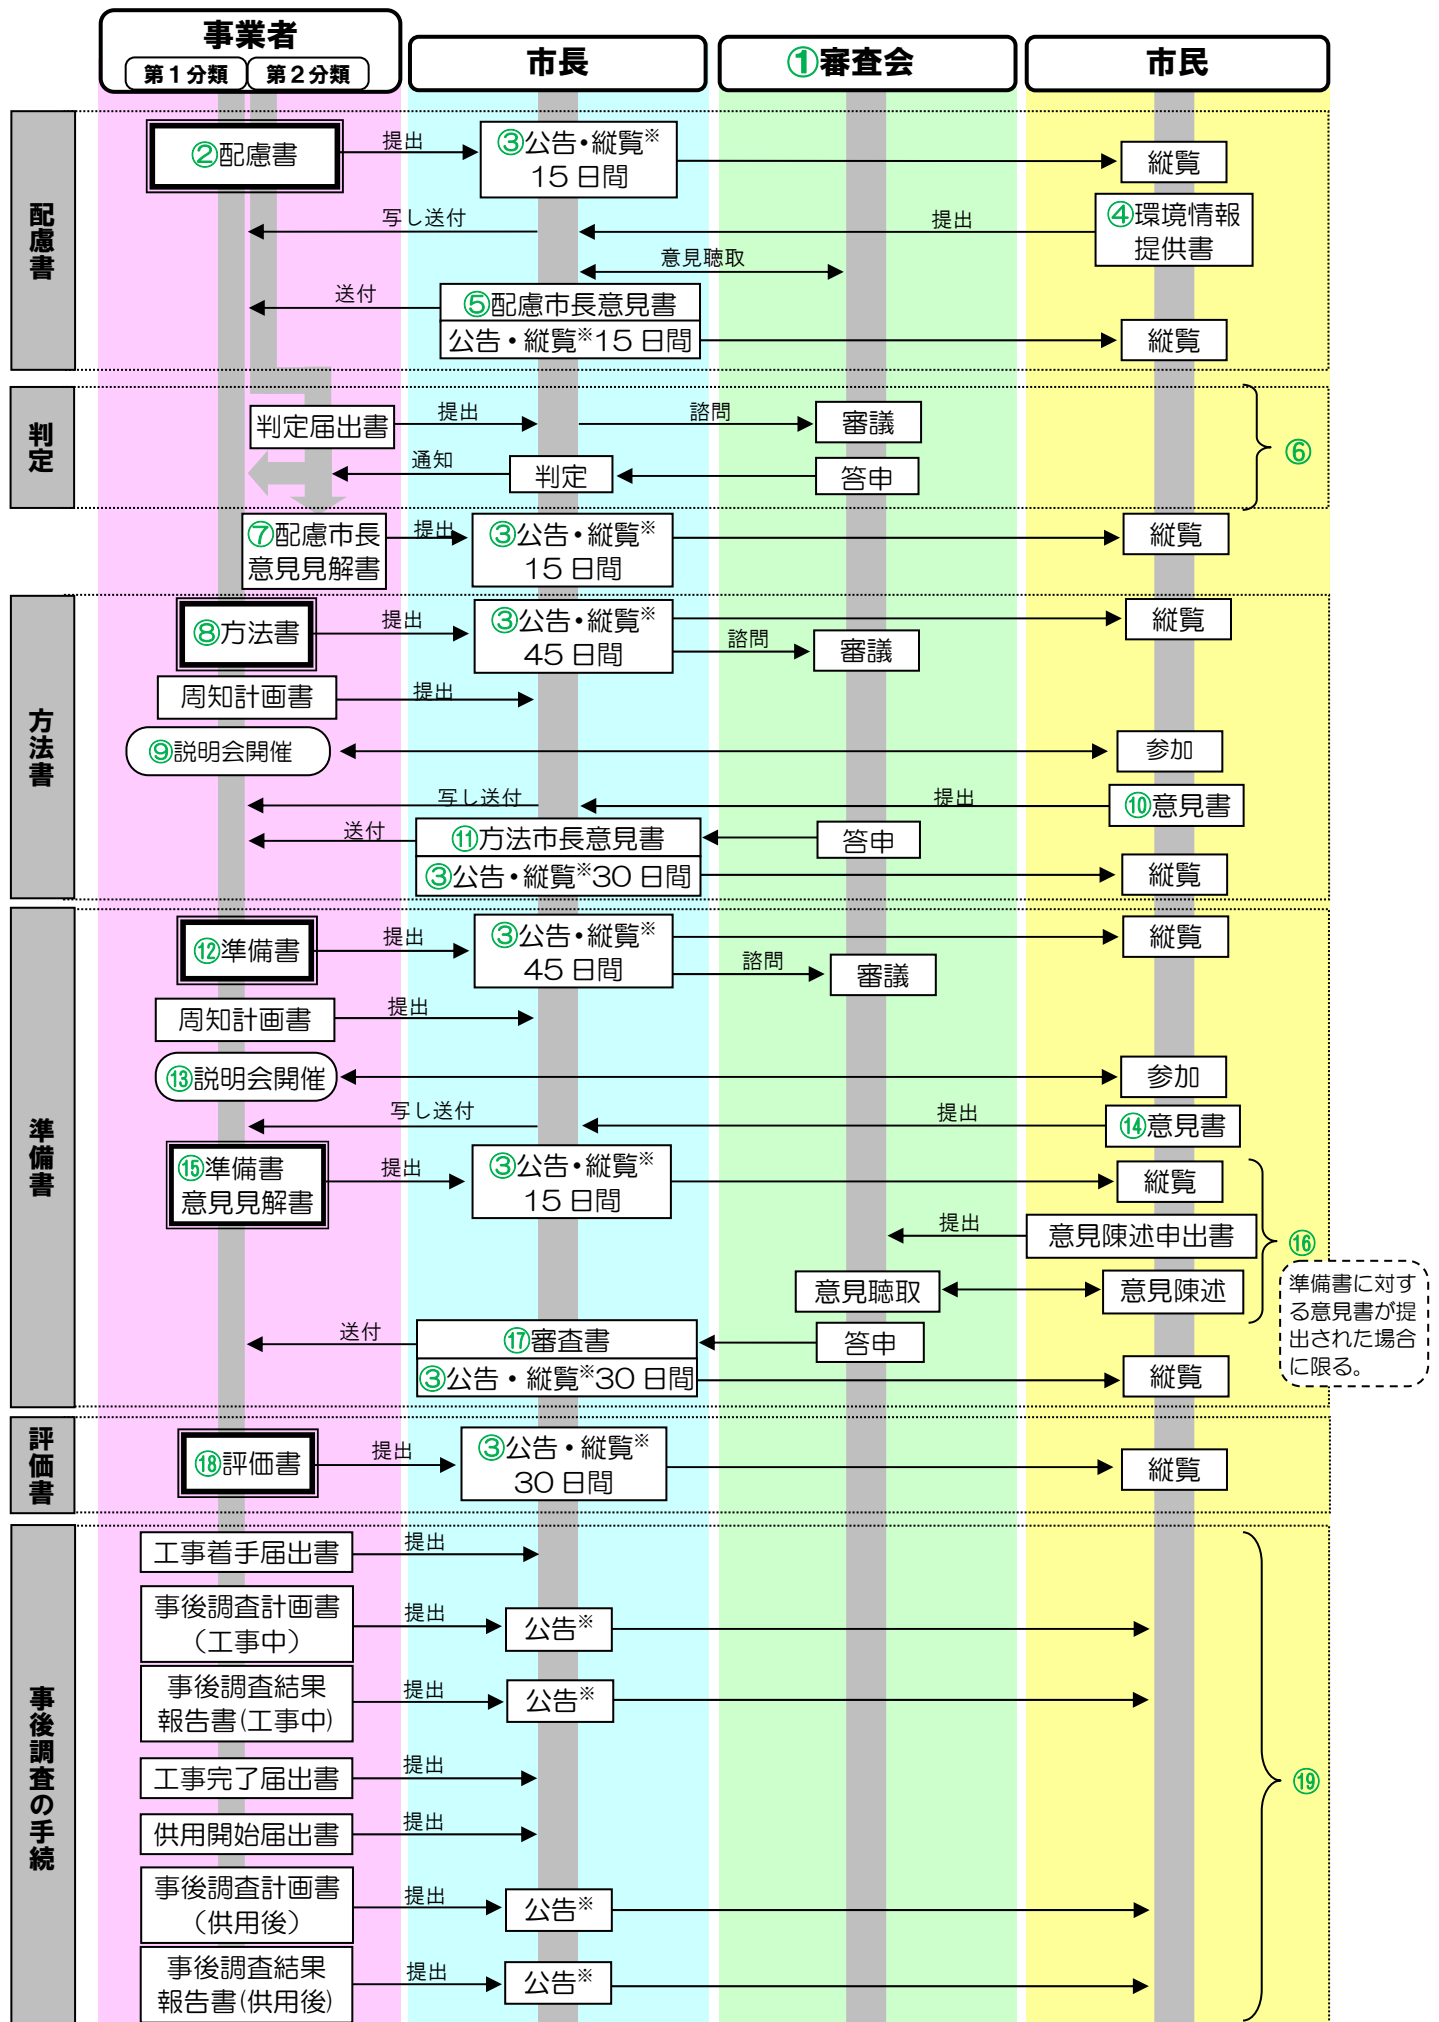 事業者
第１分類
第２分類
市長
①審査会
市民
配慮書
②配慮書
提出
③公告・縦覧※
15日間
縦覧
写し送付
提出
④環境情報
提供書
意見聴取
送付
⑤配慮市長意見書
公告・縦覧※15日間
縦覧
判定
判定届出書
提出
諮問
審議
⑥
通知
判定
答申
⑦配慮市長
意見見解書
提出
③公告・縦覧※
15日間
縦覧
方法書
⑧方法書
提出
③公告・縦覧※
45日間
縦覧
諮問
審議
周知計画書
提出
⑨説明会開催
参加
写し送付
提出
⑩意見書
送付
⑪方法市長意見書
答申
③公告・縦覧※30日間
縦覧
準備書
⑫準備書
提出
③公告・縦覧※
45日間
縦覧
諮問
審議
周知計画書
提出
⑬説明会開催
参加
写し送付
提出
⑭意見書
⑮準備書
意見見解書
提出
③公告・縦覧※
15日間
縦覧
提出
意見陳述申出書
⑯
意見聴取
意見陳述
準備書に対す
る意見書が提
出された場合
に限る。
送付
⑰審査書
答申
③公告・縦覧※30日間
縦覧
評価書
⑱評価書
提出
③公告・縦覧※
30日間
縦覧
事後調査の手続
工事着手届出書
提出
事後調査計画書
（工事中）
提出
公告※
事後調査結果
報告書(工事中)
提出
公告※
工事完了届出書
提出
⑲
供用開始届出書
提出
事後調査計画書
（供用後）
提出
公告※
事後調査結果
報告書(供用後)
提出
公告※